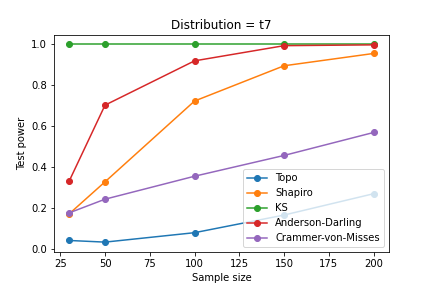 Distribution = t7
Test power
1.0
0.8
0.6
0.4
0.2
0.0
Topo
Shapiro
KS
Anderson-Darling
Crammer-von-Misses
25
50
75
100
125
150
175
200
Sample size